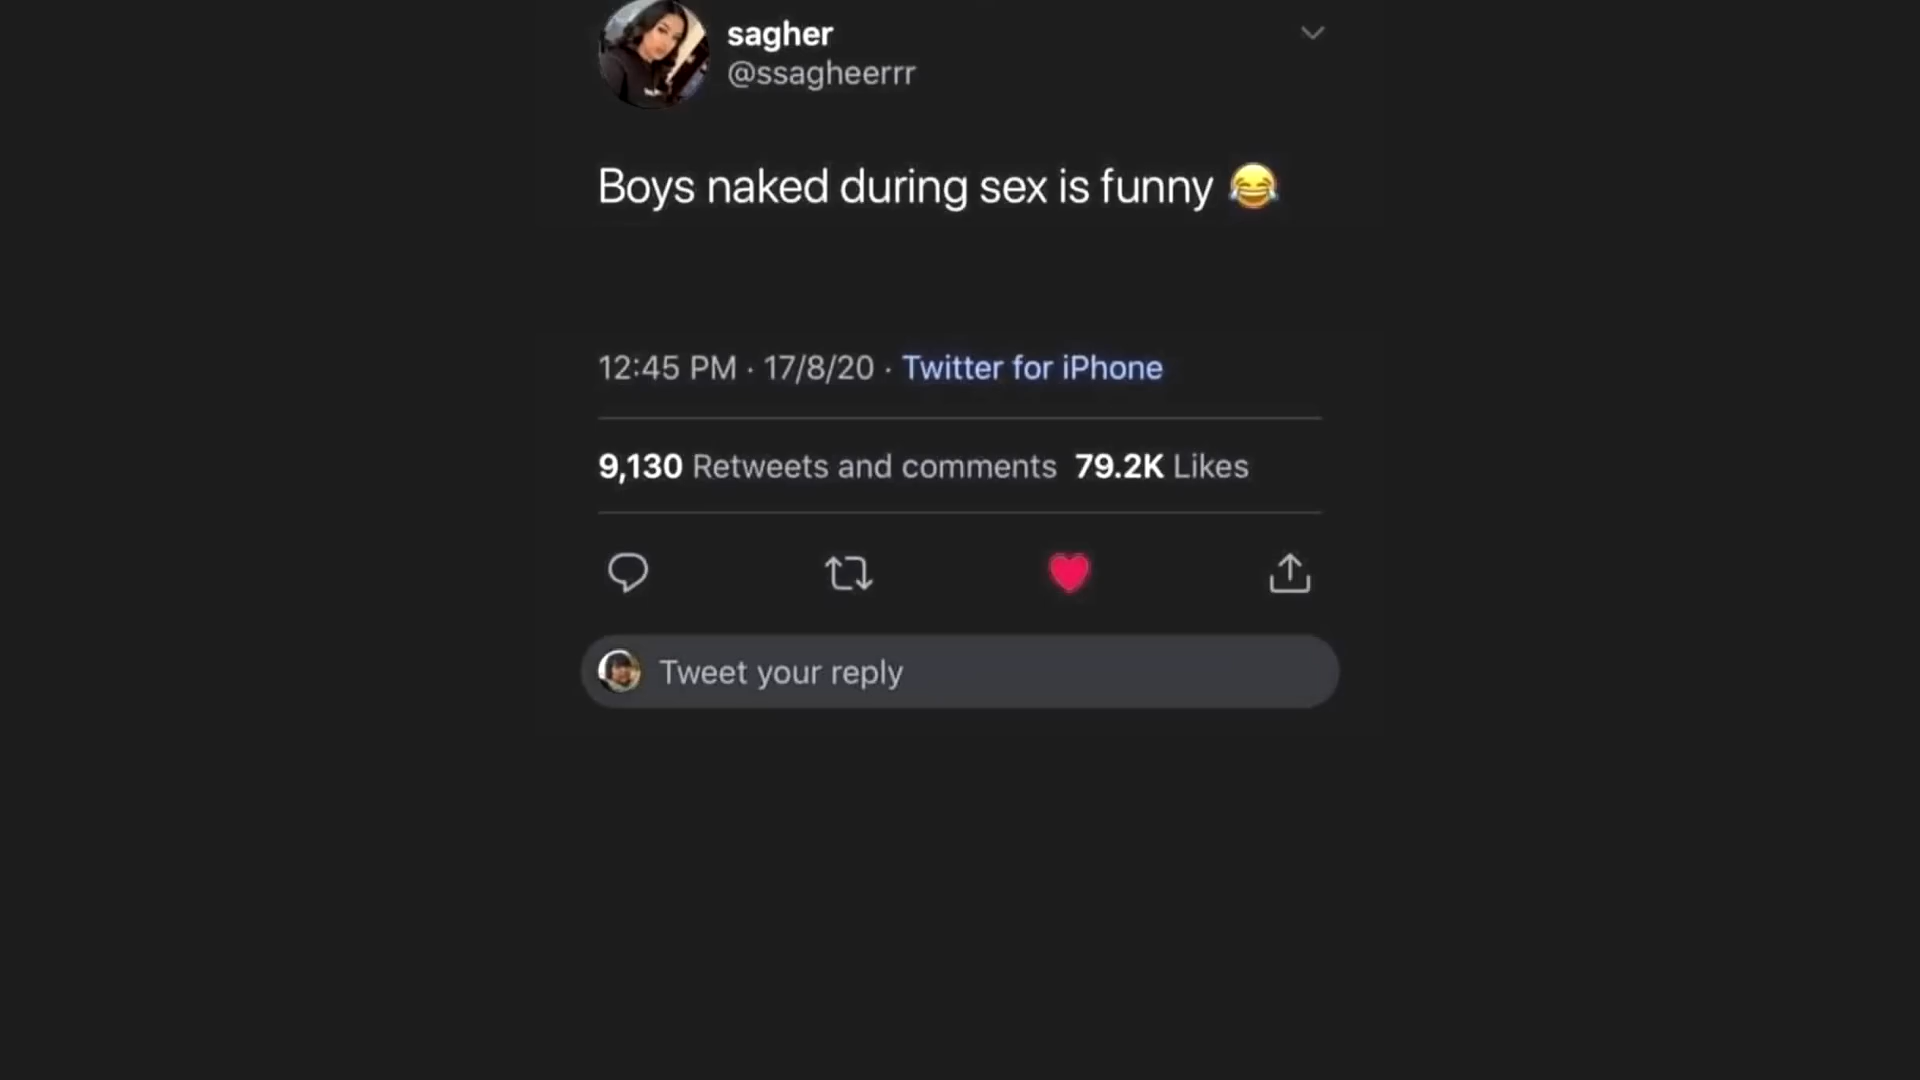 sagher
@ssagheerrr
Boys naked during sex is funny 😂
12:45 PM · 17/8/20 · Twitter for iPhone
9,130 Retweets and comments 79.2K Likes
Tweet your reply